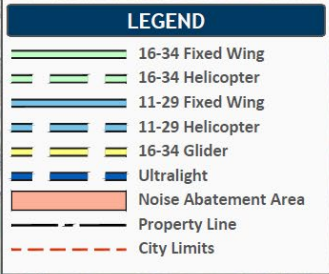 LEGEND
16-34 Fixed Wing
16-34 Helicopter
11-29 Fixed Wing
11-29 Helicopter
16-34 Glider
Ultralight
Noise Abatement Area
Property Line
City Limits